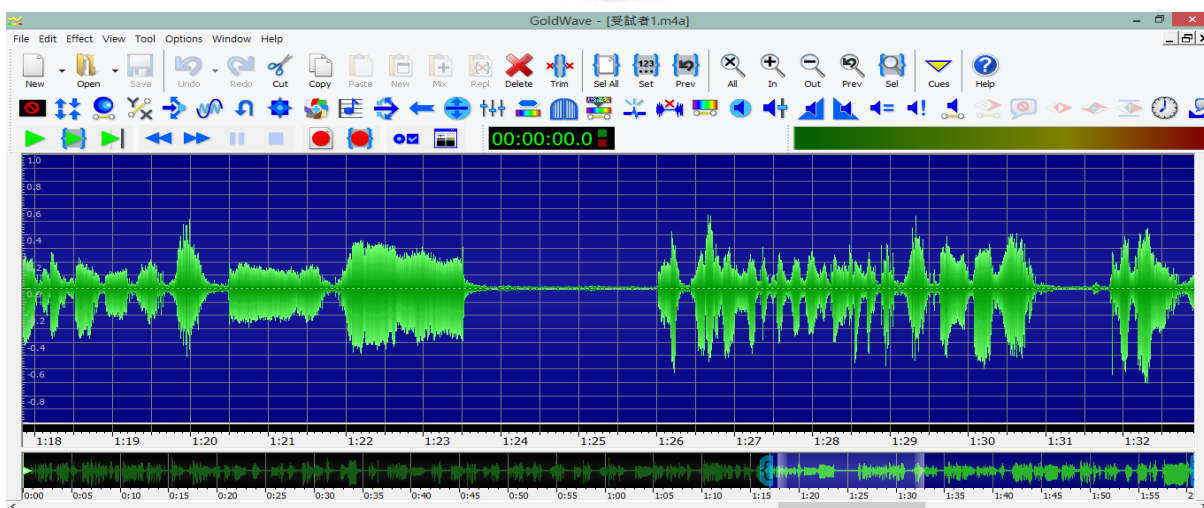 GoldWave - [受試者1.m4a]
File Edit Effect View Tool Options Window Help
New Open Save Undo Redo Cut Copy Paste New Mix Repl Delete Trim Sel All Set Prev All In Out Prev Sel Cues Help
00:00:00.0
1.0
0.8
0.6
0.4
0.2
0.0
-0.2
-0.4
-0.6
-0.8
1:18 1:19 1:20 1:21 1:22 1:23 1:24 1:25 1:26 1:27 1:28 1:29 1:30 1:31 1:32
0:00 0:05 0:10 0:15 0:20 0:25 0:30 0:35 0:40 0:45 0:50 0:55 1:00 1:05 1:10 1:15 1:20 1:25 1:30 1:35 1:40 1:45 1:50 1:55 2